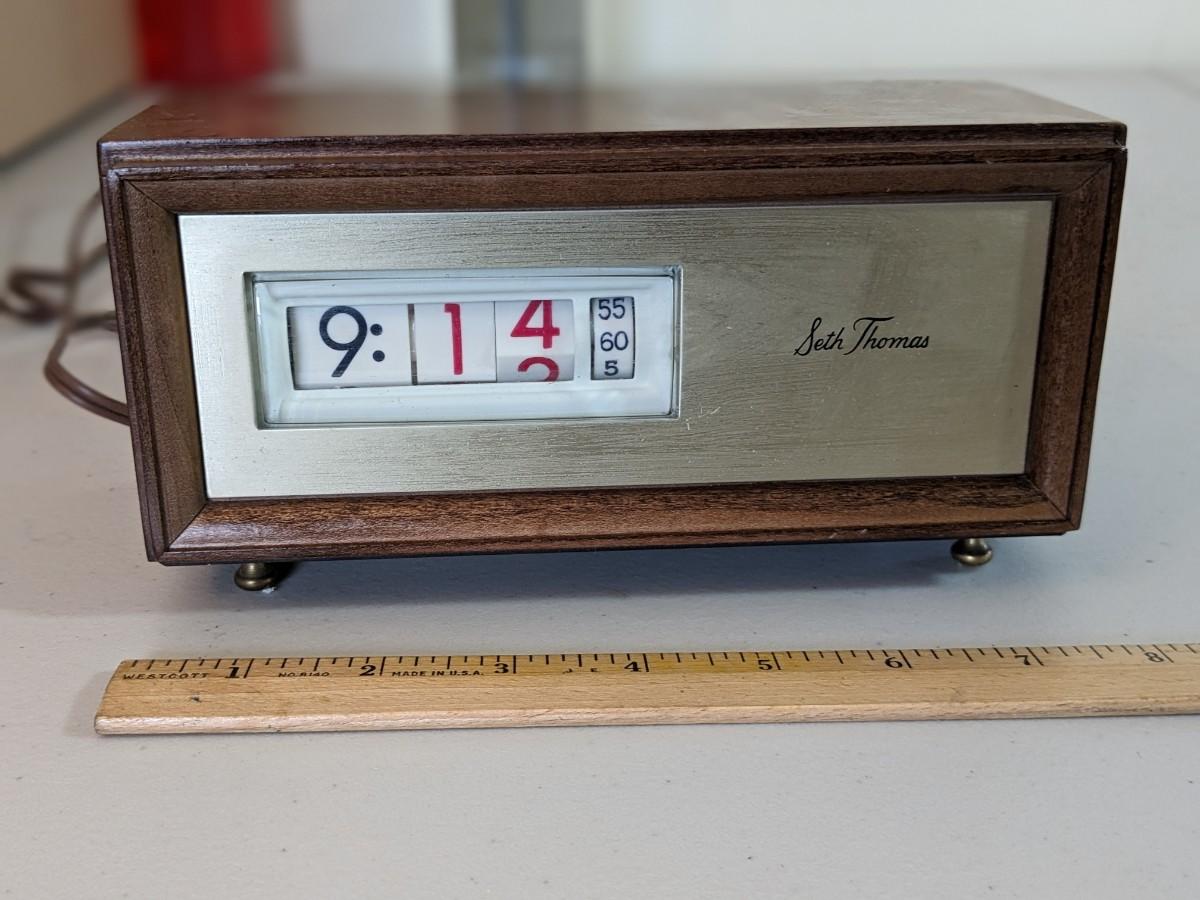 9: 1 4
55
60
5
Seth Thomas
1 2 3 4 5 6 7 8
WESTCOTT NO. 8140 MADE IN U.S.A.